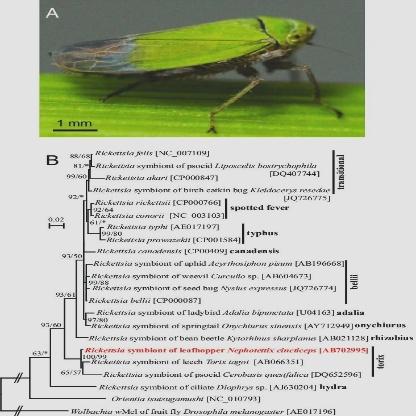 A
1 mm
B
88/68 Rickettsia felis [NC_007109]
81/* Rickettsia symbiont of psocid Liposcelis bostrychophila [DQ407744]
99/60 Rickettsia akari [CP000847]
Rickettsia symbiont of birch catkin bug Kleidocerys resedae [JQ726775]
transitional
92/* Rickettsia rickettsii [CP000766]
92/64 Rickettsia conorii [NC_003103]
spotted fever
61/*
0.02
Rickettsia typhi [AE017197]
99/80
Rickettsia prowazekii [CP001584]
typhus
Rickettsia canadensis [CP000409] canadensis
93/50
Rickettsia symbiont of aphid Acyrthosiphon pisum [AB196668]
Rickettsia symbiont of weevil Curculio sp. [AB604673]
99/88
Rickettsia symbiont of seed bug Nysius expressus [JQ726774]
93/61
Rickettsia bellii [CP000087]
bellii
Rickettsia symbiont of ladybird Adalia bipunctata [U04163] adalia
97/80
Rickettsia symbiont of springtail Onychiurus sinensis [AY712949] onychiurus
95/60
Rickettsia symbiont of bean beetle Kytorhinus sharpianus [AB021128] rhizobius
Rickettsia symbiont of leafhopper Nephotettix cincticeps [AB702995]
63/*
100/99
Rickettsia symbiont of leech Torix tagoi [AB066351]
65/57
Rickettsia symbiont of psocid Cerobasis guestfalica [DQ652596]
torix
Rickettsia symbiont of ciliate Diophrys sp. [AJ630204] hydra
Orientia tsutsugamushi [NC_010793]
Wolbachia wMel of fruit fly Drosophila melanogaster [AE017196]